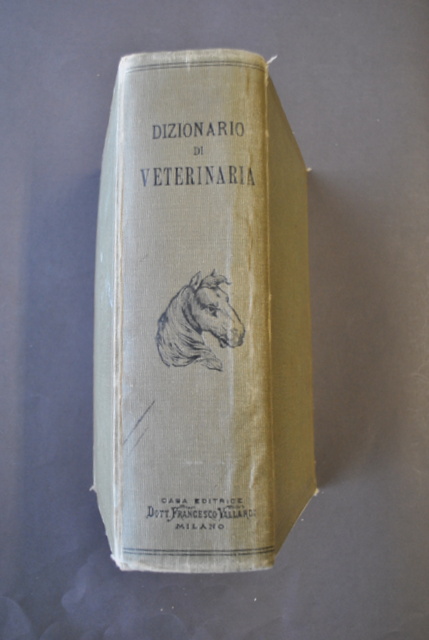 DIZIONARIO
DI
VETERINARIA
CASA EDITRICE
DOTT. FRANCESCO VALLARDI
MILANO